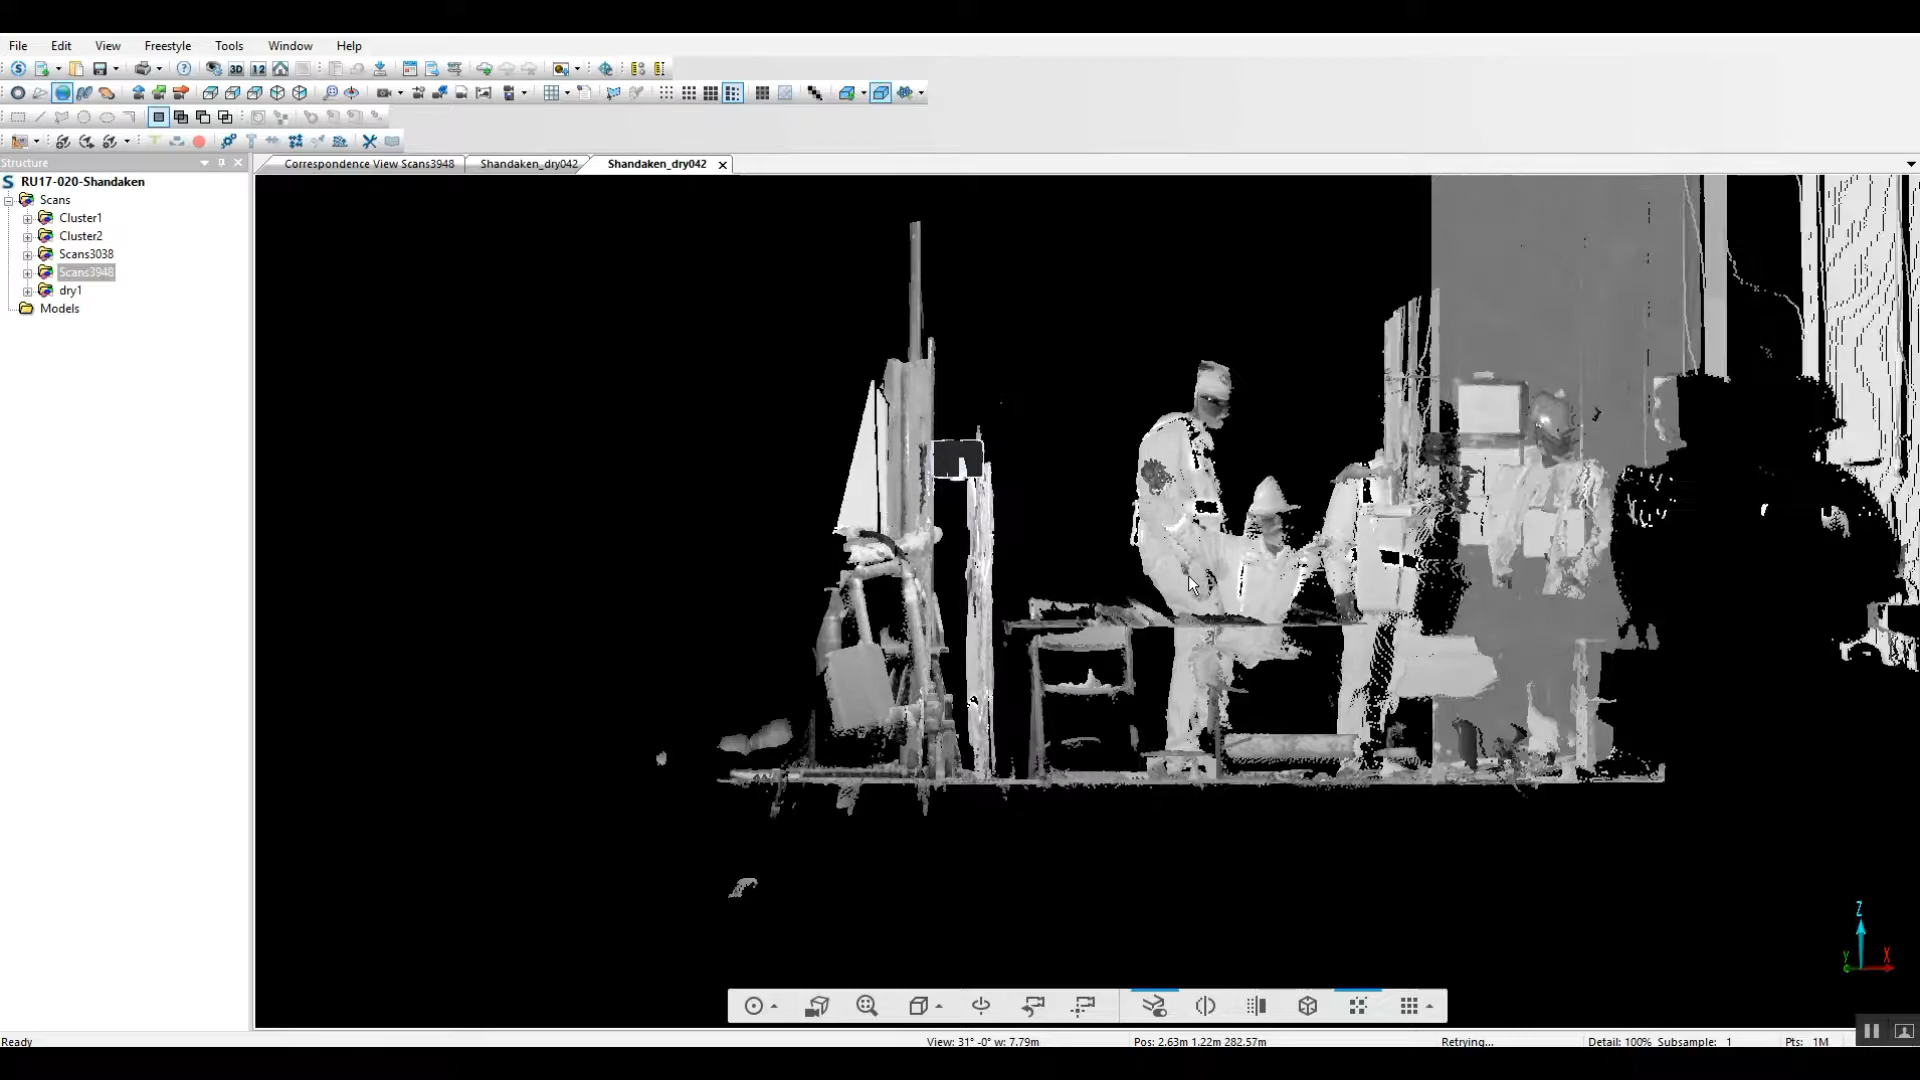 File Edit View Freestyle Tools Window Help
3D 12
Structure
Correspondence View Scans3948 Shandaken_dry042 Shandaken_dry042
RU17-020-Shandaken
Scans
Cluster1
Cluster2
Scans3038
Scans3948
dry1
Models
Z
Y X
Ready View: 31° -0° w: 7.79m Pos: 2.63m 1.22m 282.57m Retrying... Detail: 100% Subsample: 1 Pts: 1M